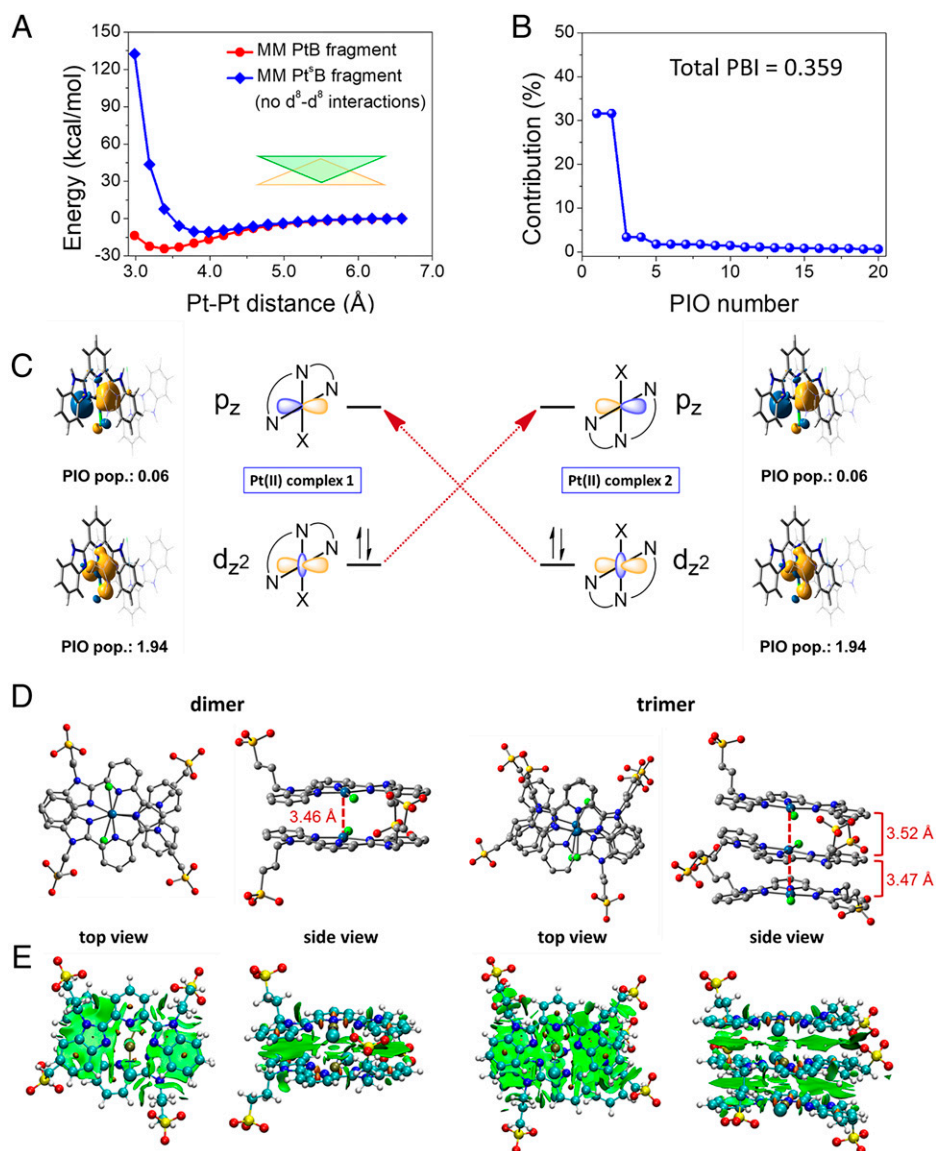 A
Energy (kcal/mol)
150
120
90
60
30
0
-30
3.0
4.0
5.0
6.0
7.0
Pt-Pt distance (Å)
MM PtB fragment
MM PtˢB fragment
(no d⁸-d⁸ interactions)
B
Contribution (%)
50
40
30
20
10
0
0
5
10
15
20
PIO number
Total PBI = 0.359
C
PIO pop.: 0.06
p_z
N
N
N
X
Pt(II) complex 1
X
N
N
N
p_z
Pt(II) complex 2
PIO pop.: 0.06
PIO pop.: 1.94
d_z²
N
N
N
X
X
N
N
N
d_z²
PIO pop.: 1.94
D
dimer
trimer
3.46 Å
3.52 Å
3.47 Å
E
top view
side view
top view
side view